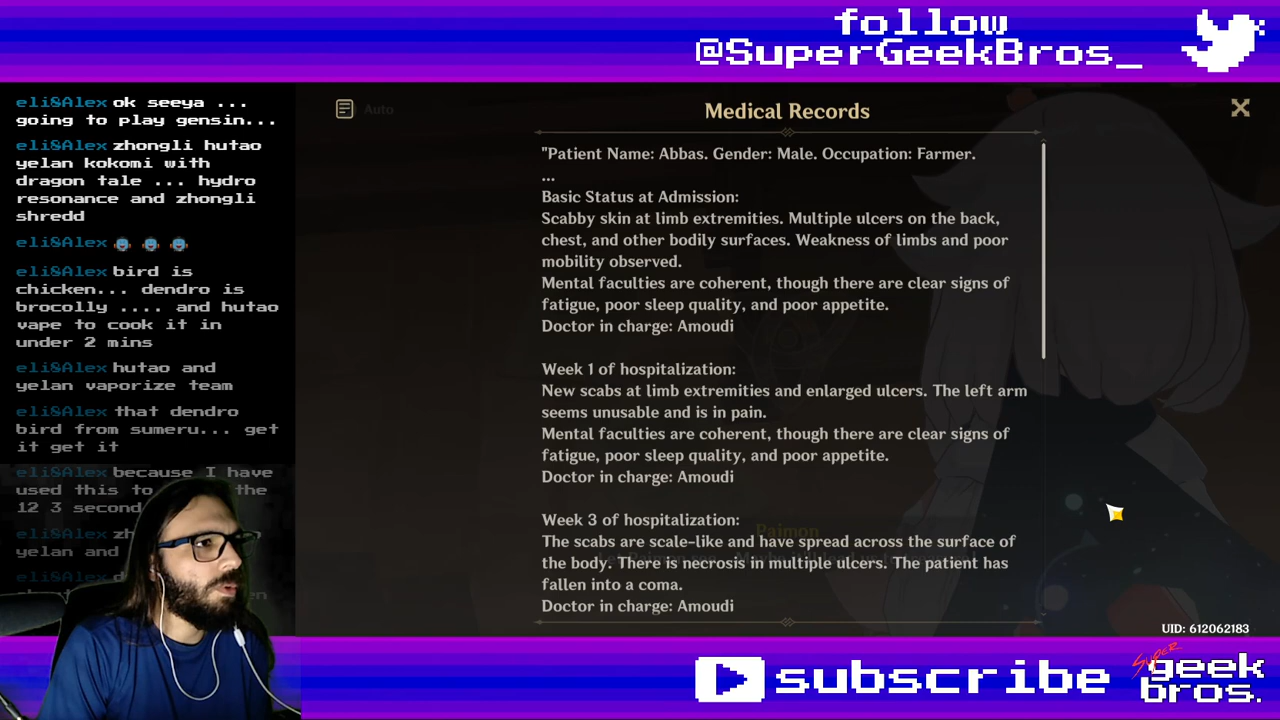 follow
@SuperGeekBros_
eli&Alex ok seeya ...
going to play gensin...
eli&Alex zhongli hutao
yelan kokomi with
dragon tale ... hydro
resonance and zhongli
shredd
eli&Alex
eli&Alex bird is
chicken... dendro is
brocolly .... and hutao
vape to cook it in
under 2 mins
eli&Alex hutao and
yelan vaporize team
eli&Alex that dendro
bird from sumeru... get
it get it
eli&Alex because I have
used this to the
12 3 second
eli&Alex
yelan and
Auto
Medical Records
"Patient Name: Abbas. Gender: Male. Occupation: Farmer.
...
Basic Status at Admission:
Scabby skin at limb extremities. Multiple ulcers on the back,
chest, and other bodily surfaces. Weakness of limbs and poor
mobility observed.
Mental faculties are coherent, though there are clear signs of
fatigue, poor sleep quality, and poor appetite.
Doctor in charge: Amoudi
Week 1 of hospitalization:
New scabs at limb extremities and enlarged ulcers. The left arm
seems unusable and is in pain.
Mental faculties are coherent, though there are clear signs of
fatigue, poor sleep quality, and poor appetite.
Doctor in charge: Amoudi
Week 3 of hospitalization:
The scabs are scale-like and have spread across the surface of
the body. There is necrosis in multiple ulcers. The patient has
fallen into a coma.
Doctor in charge: Amoudi
Paimon
UID: 612062183
subscribe
SUPER
geek
bros.